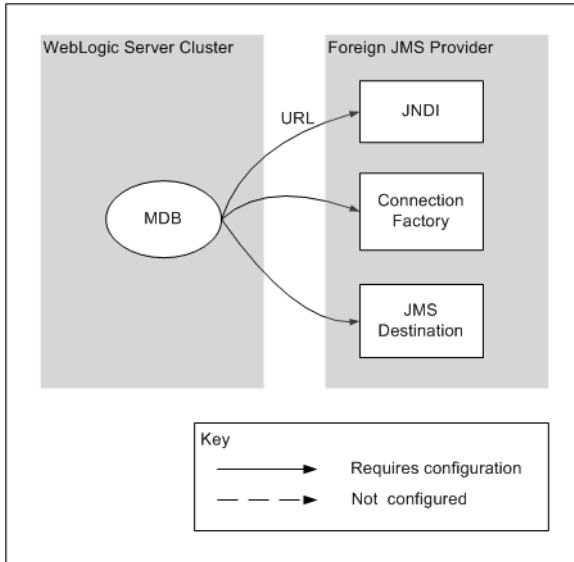 WebLogic Server Cluster
Foreign JMS Provider
URL
JNDI
MDB
Connection
Factory
JMS
Destination
Key
Requires configuration
Not configured